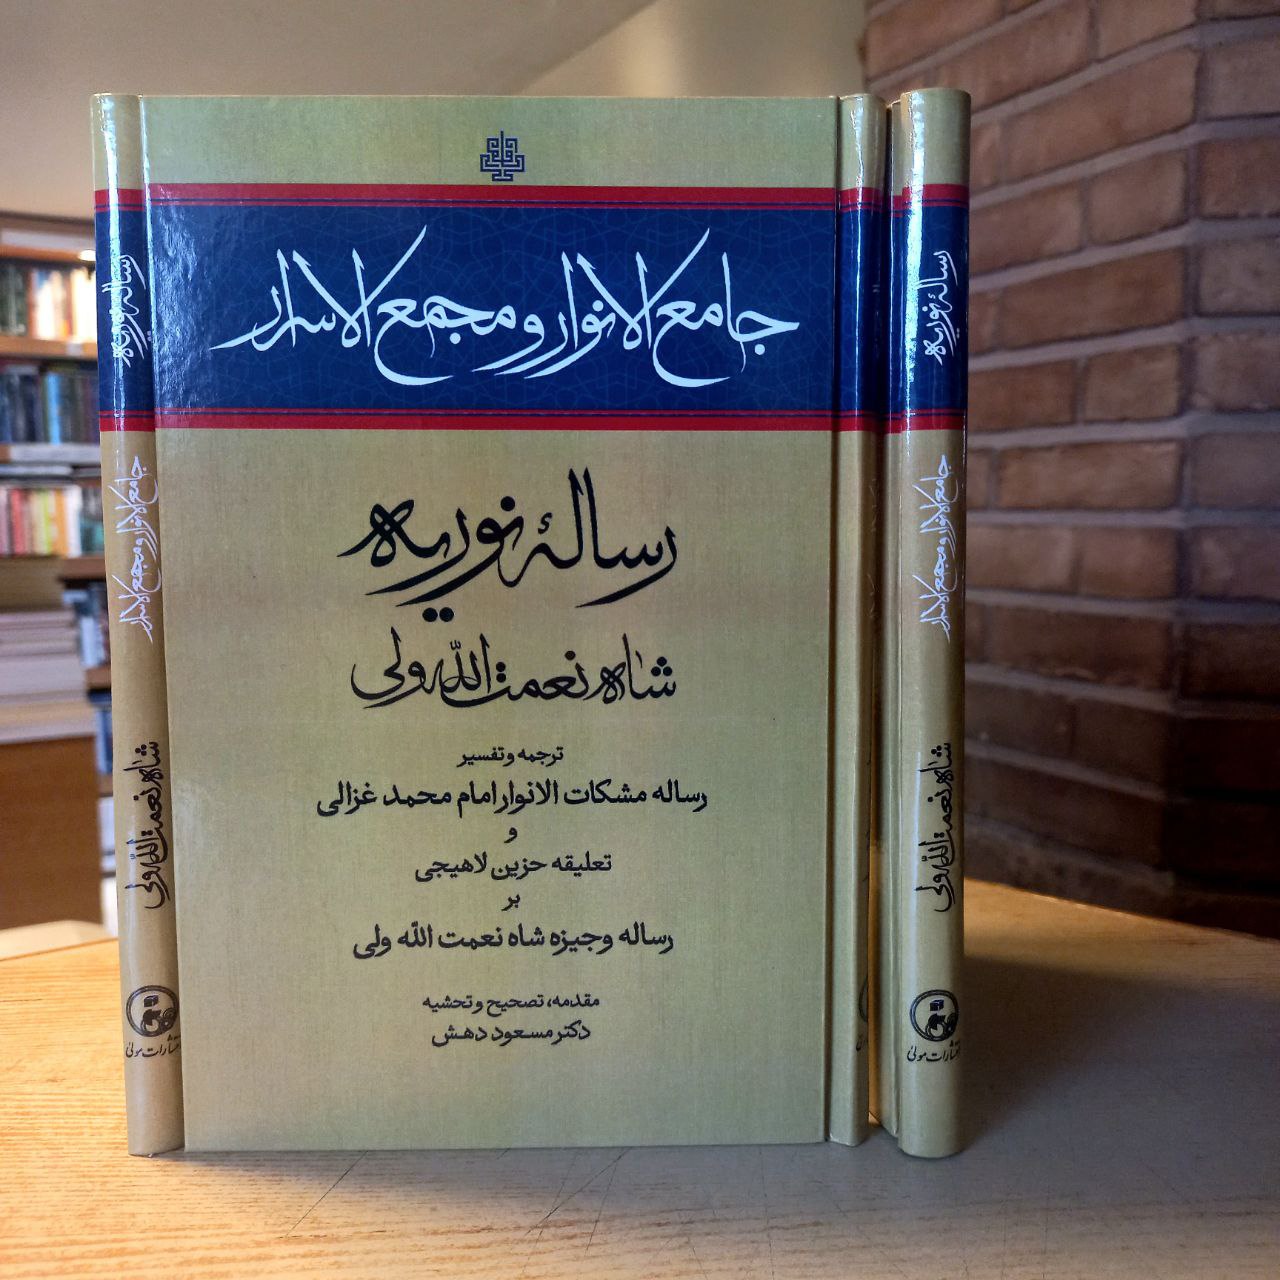 جامع الانوار و مجمع الاسرار
رسالهٔ نوریه
شاه نعمت الله ولی
ترجمه و تفسیر
رساله مشکات الانوار امام محمد غزالی
و
تعلیقه حزین لاهیجی
بر
رساله وجیزه شاه نعمت الله ولی
مقدمه، تصحیح و تحشیه
دکتر مسعود دهش
رسالهٔ نوریه
جامع الانوار و مجمع الاسرار
شاه نعمت الله ولی
انتشارات مولی
رسالهٔ نوریه
جامع الانوار و مجمع الاسرار
شاه نعمت الله ولی
انتشارات مولی